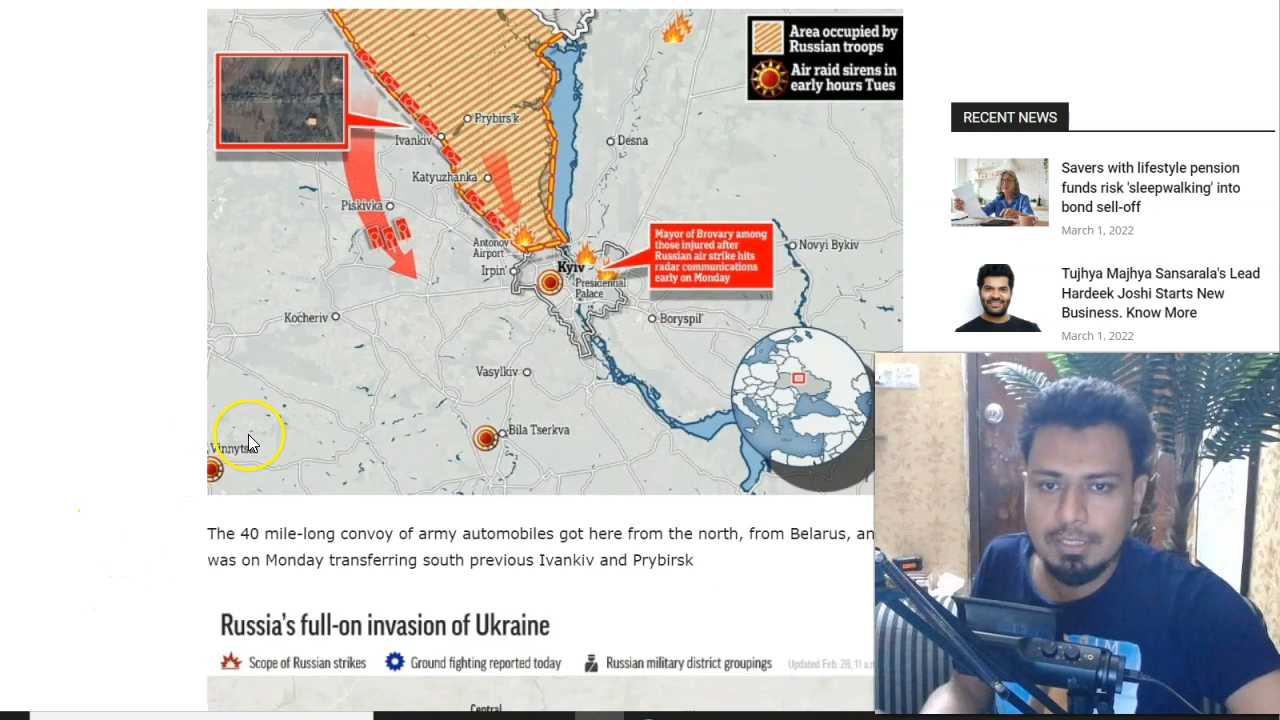 Area occupied by
Russian troops
Air raid sirens in
early hours Tues
Prybirs'k
Ivankiv
Desna
Katyuzhanka
Piskivka
Antonov
Airport
Irpin'
Kyiv
Presidential
Palace
Mayor of Brovary among
those injured after
Russian air strike hits
radar communications
early on Monday
Novyi Bykiv
Kocheriv
Boryspil'
Vasylkiv
Bila Tserkva
RECENT NEWS
Savers with lifestyle pension
funds risk 'sleepwalking' into
bond sell-off
March 1, 2022
Tujhya Majhya Sansarala's Lead
Hardeek Joshi Starts New
Business. Know More
March 1, 2022
The 40 mile-long convoy of army automobiles got here from the north, from Belarus, an
was on Monday transferring south previous Ivankiv and Prybirsk
Russia's full-on invasion of Ukraine
Scope of Russian strikes
Ground fighting reported today
Russian military district groupings
Updated Feb. 28, 11 a.
Central